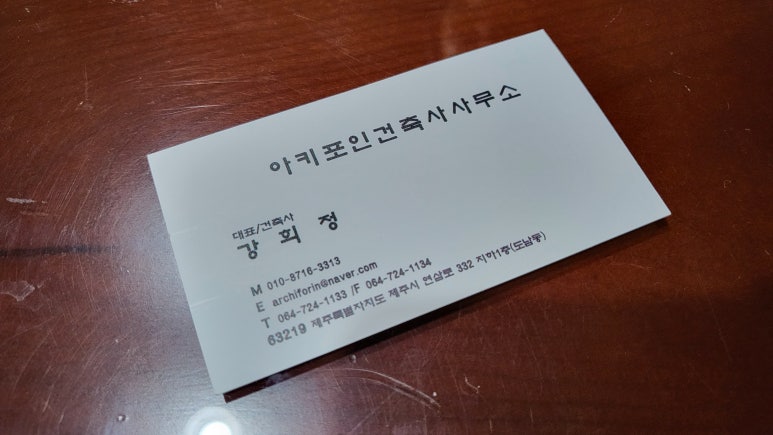 아키포인건축사사무소
대표/건축사
강 희 정
M 010-8716-3313
E archiforin@naver.com
T 064-724-1133 /F 064-724-1134
63219 제주특별자치도 제주시 연삼로 332 지하1층(도남동)